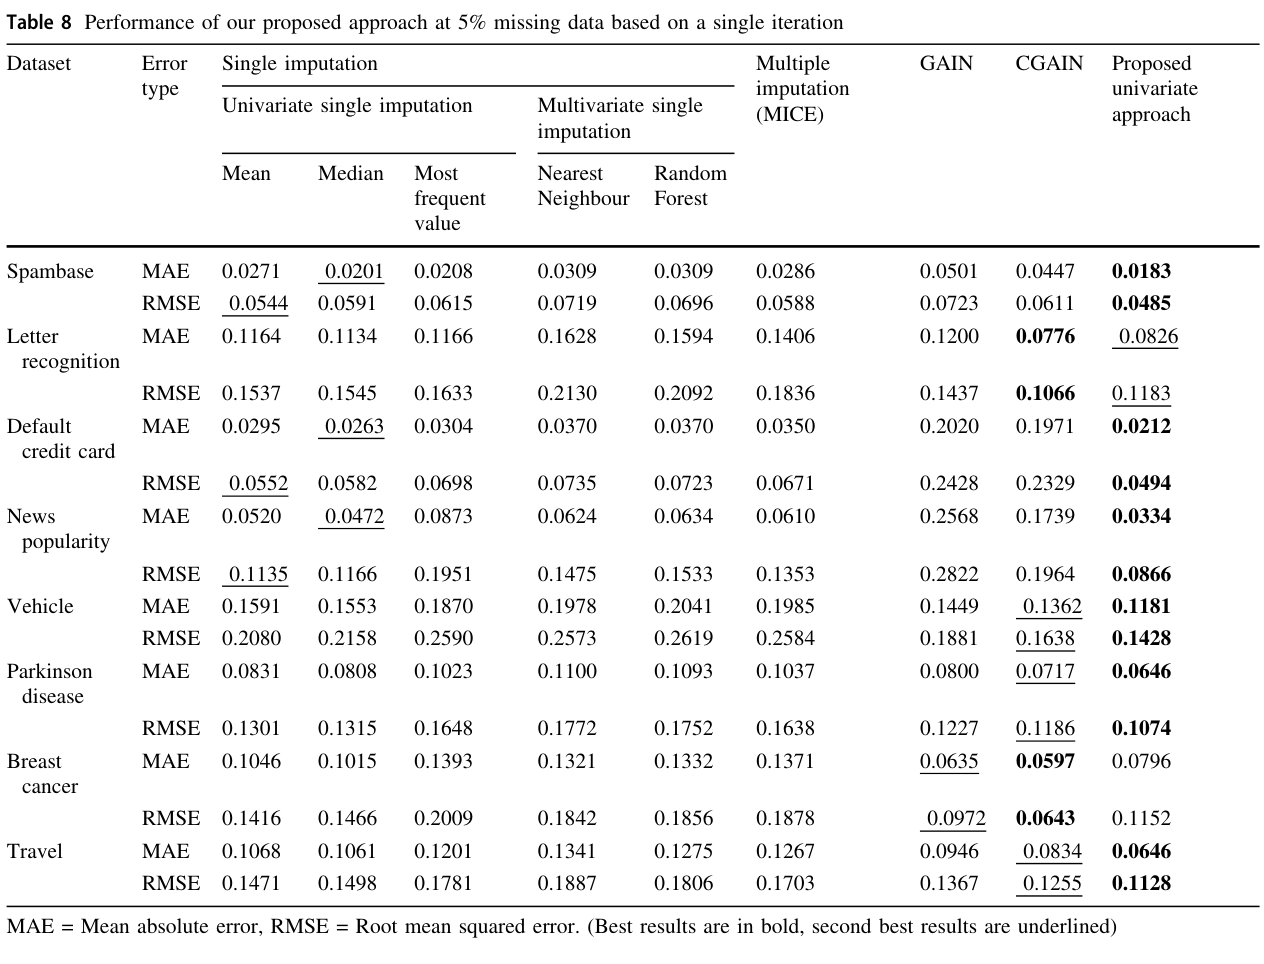 Table 8 Performance of our proposed approach at 5% missing data based on a single iteration
Dataset Error type Single imputation Multiple imputation (MICE) GAIN CGAIN Proposed univariate approach
Univariate single imputation Multivariate single imputation
Mean Median Most frequent value Nearest Neighbour Random Forest
Spambase MAE 0.0271 0.0201 0.0208 0.0309 0.0309 0.0286 0.0501 0.0447 0.0183
RMSE 0.0544 0.0591 0.0615 0.0719 0.0696 0.0588 0.0723 0.0611 0.0485
Letter recognition MAE 0.1164 0.1134 0.1166 0.1628 0.1594 0.1406 0.1200 0.0776 0.0826
RMSE 0.1537 0.1545 0.1633 0.2130 0.2092 0.1836 0.1437 0.1066 0.1183
Default credit card MAE 0.0295 0.0263 0.0304 0.0370 0.0370 0.0350 0.2020 0.1971 0.0212
RMSE 0.0552 0.0582 0.0698 0.0735 0.0723 0.0671 0.2428 0.2329 0.0494
News popularity MAE 0.0520 0.0472 0.0873 0.0624 0.0634 0.0610 0.2568 0.1739 0.0334
RMSE 0.1135 0.1166 0.1951 0.1475 0.1533 0.1353 0.2822 0.1964 0.0866
Vehicle MAE 0.1591 0.1553 0.1870 0.1978 0.2041 0.1985 0.1449 0.1362 0.1181
RMSE 0.2080 0.2158 0.2590 0.2573 0.2619 0.2584 0.1881 0.1638 0.1428
Parkinson disease MAE 0.0831 0.0808 0.1023 0.1100 0.1093 0.1037 0.0800 0.0717 0.0646
RMSE 0.1301 0.1315 0.1648 0.1772 0.1752 0.1638 0.1227 0.1186 0.1074
Breast cancer MAE 0.1046 0.1015 0.1393 0.1321 0.1332 0.1371 0.0635 0.0597 0.0796
RMSE 0.1416 0.1466 0.2009 0.1842 0.1856 0.1878 0.0972 0.0643 0.1152
Travel MAE 0.1068 0.1061 0.1201 0.1341 0.1275 0.1267 0.0946 0.0834 0.0646
RMSE 0.1471 0.1498 0.1781 0.1887 0.1806 0.1703 0.1367 0.1255 0.1128
MAE = Mean absolute error, RMSE = Root mean squared error. (Best results are in bold, second best results are underlined)